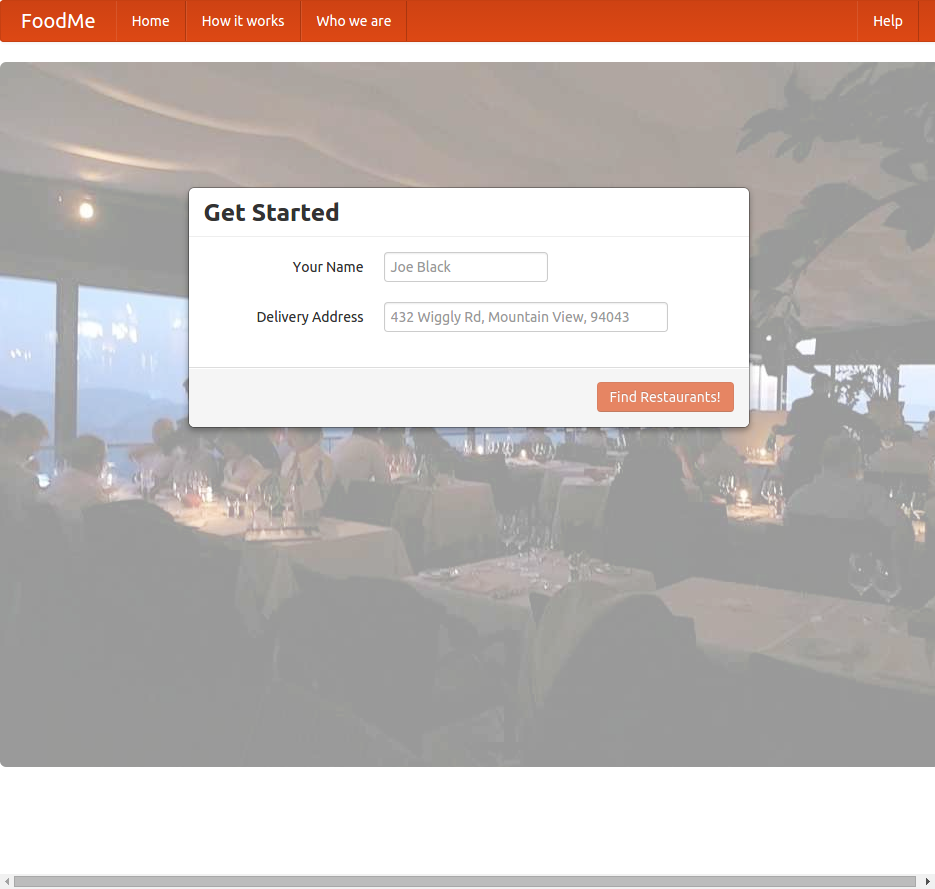 FoodMe Home How it works Who we are Help
Get Started
Your Name Joe Black
Delivery Address 432 Wiggly Rd, Mountain View, 94043
Find Restaurants!